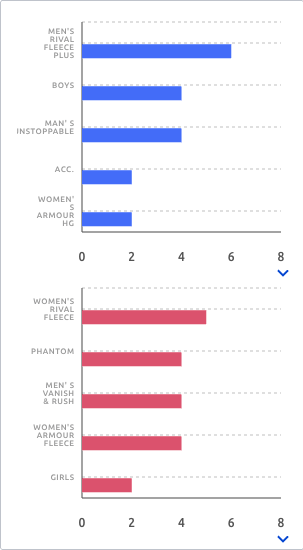 MEN'S
RIVAL
FLEECE
PLUS
BOYS
MAN' S
INSTOPPABLE
ACC.
WOMEN'
S
ARMOUR
HG
0 2 4 6 8
WOMEN'S
RIVAL
FLEECE
PHANTOM
MEN' S
VANISH
& RUSH
WOMEN'S
ARMOUR
FLEECE
GIRLS
0 2 4 6 8